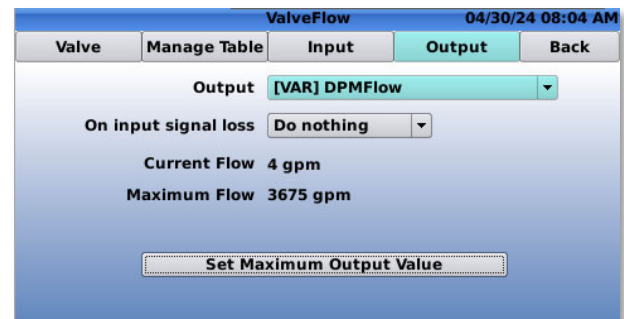 ValveFlow 04/30/24 08:04 AM
Valve Manage Table Input Output Back
Output [VAR] DPMFlow
On input signal loss Do nothing
Current Flow 4 gpm
Maximum Flow 3675 gpm
Set Maximum Output Value